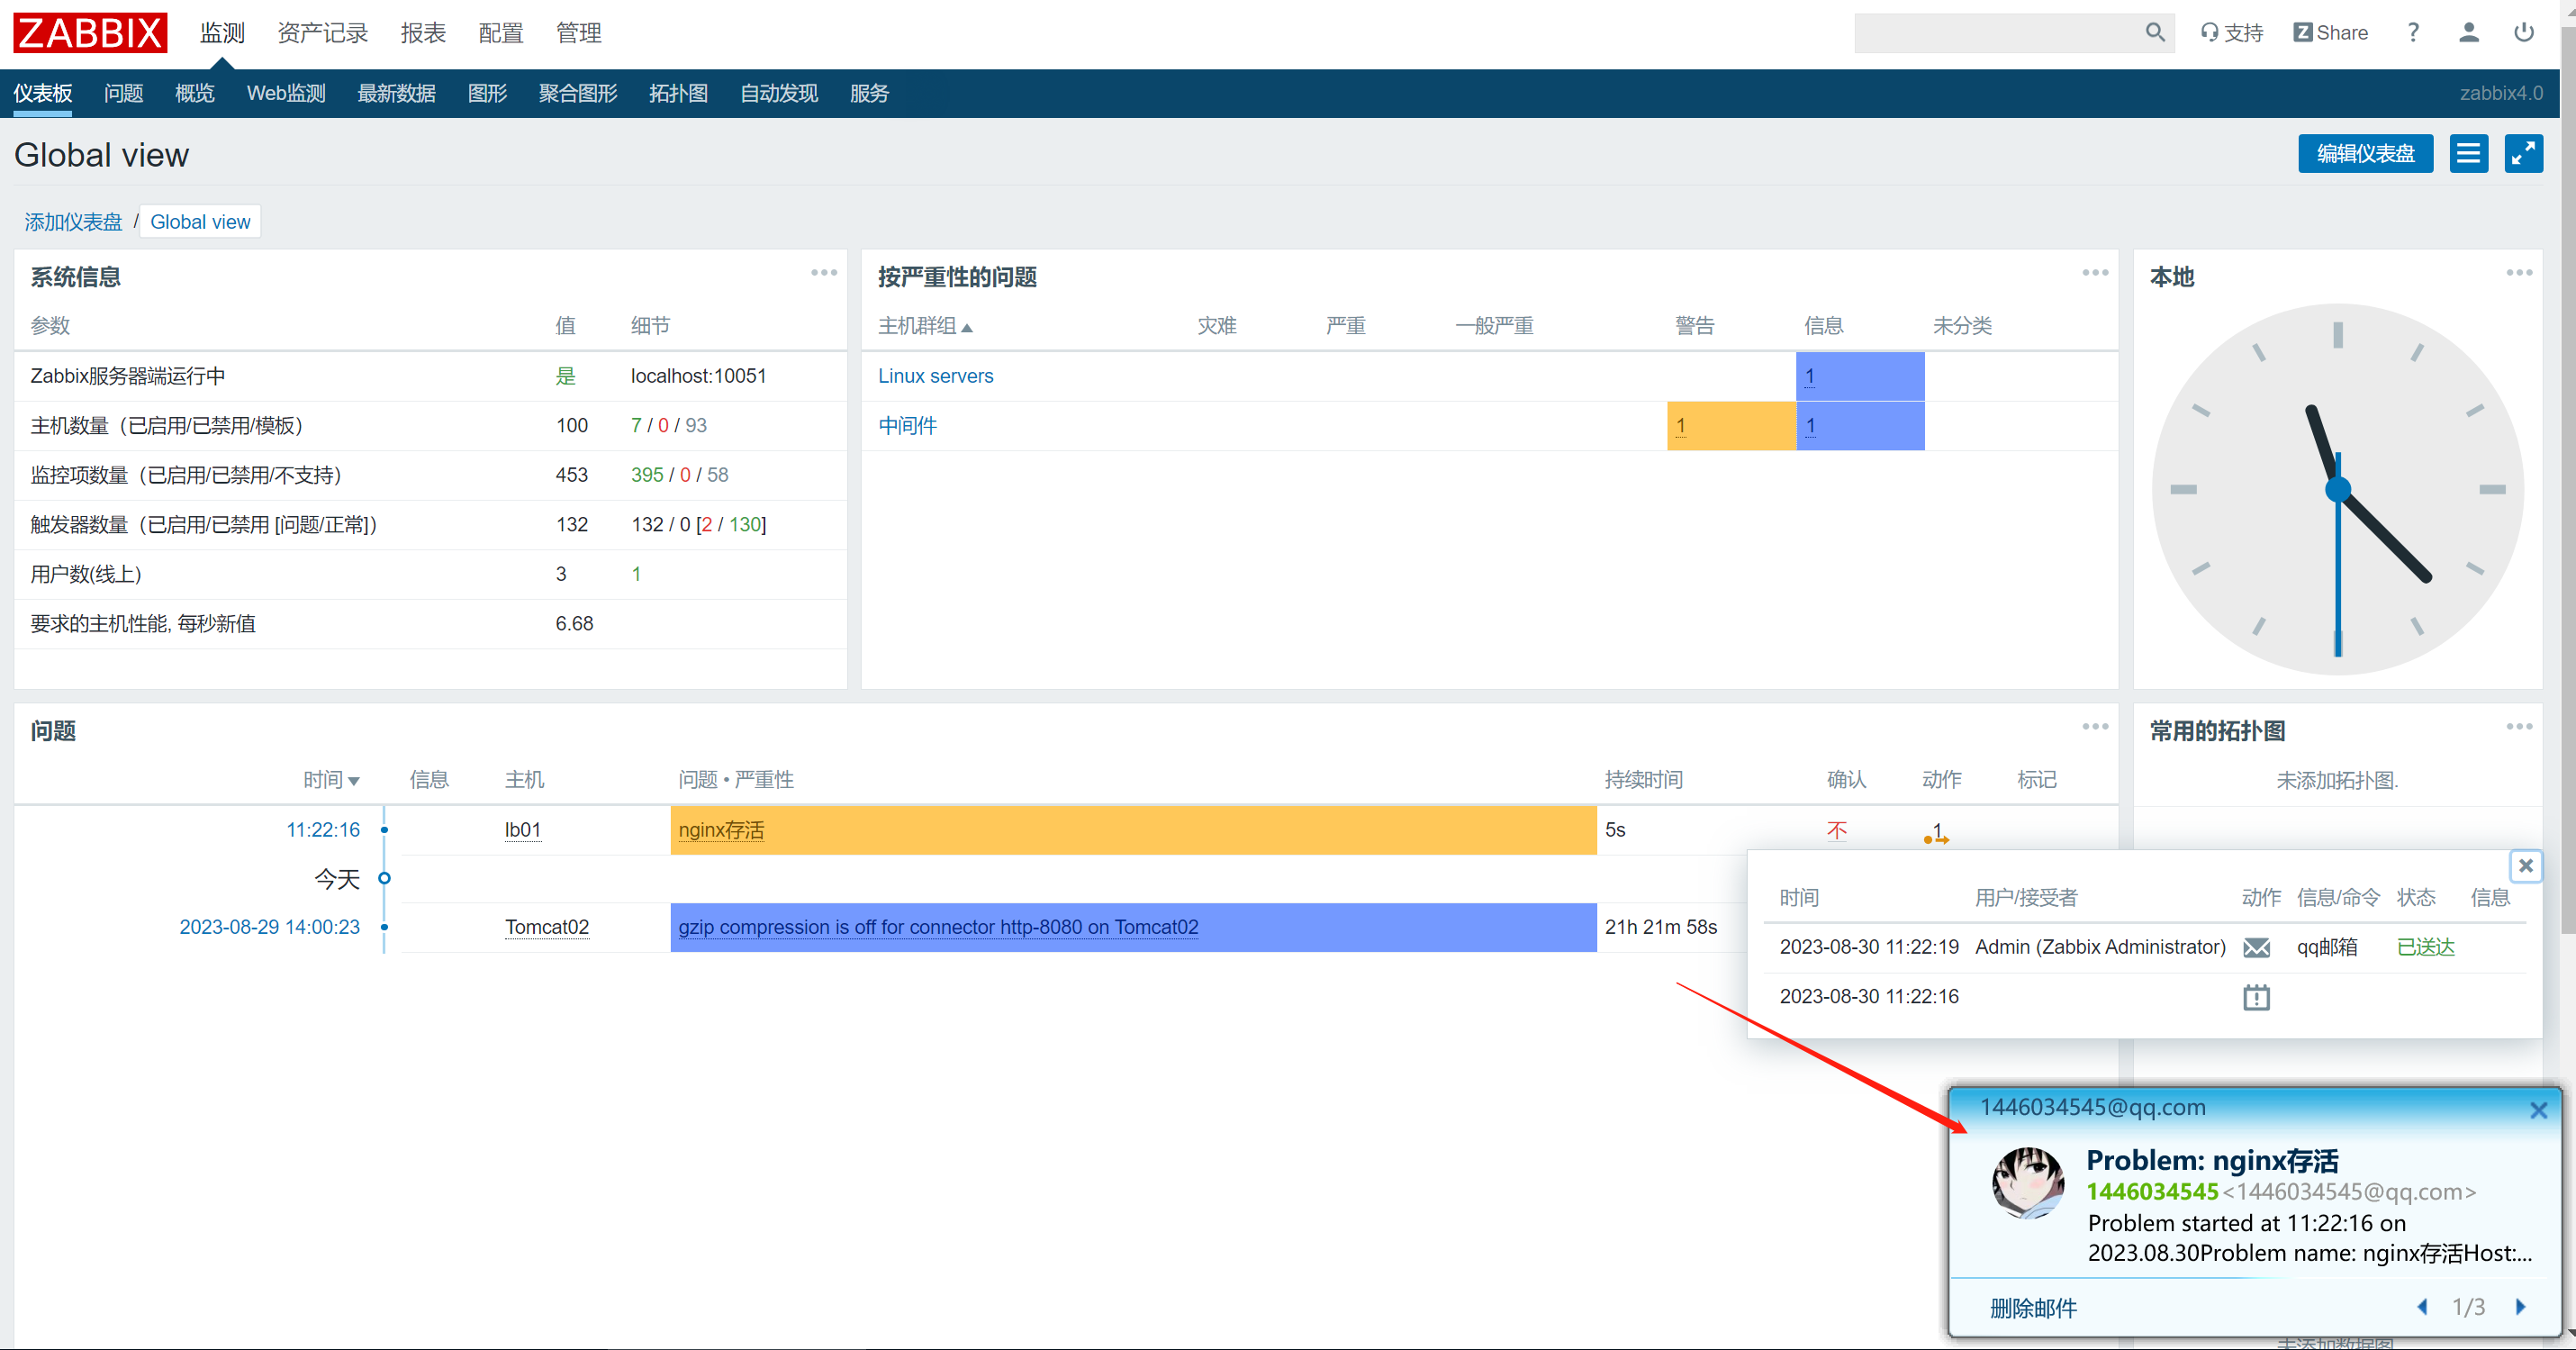 ZABBIX 监测 资产记录 报表 配置 管理 支持 Z Share ?
仪表板 问题 概览 Web监测 最新数据 图形 聚合图形 拓扑图 自动发现 服务 zabbix4.0
Global view 编辑仪表盘
添加仪表盘 / Global view
系统信息
参数 值 细节
Zabbix服务器端运行中 是 localhost:10051
主机数量（已启用/已禁用/模板） 100 7 / 0 / 93
监控项数量（已启用/已禁用/不支持） 453 395 / 0 / 58
触发器数量（已启用/已禁用 [问题/正常]） 132 132 / 0 [2 / 130]
用户数(线上) 3 1
要求的主机性能, 每秒新值 6.68
按严重性的问题
主机群组 灾难 严重 一般严重 警告 信息 未分类
Linux servers 1
中间件 1 1
本地
问题
时间 信息 主机 问题 • 严重性 持续时间 确认 动作 标记
11:22:16 lb01 nginx存活 5s 不 1
今天
2023-08-29 14:00:23 Tomcat02 gzip compression is off for connector http-8080 on Tomcat02 21h 21m 58s
常用的拓扑图
未添加拓扑图.
时间 用户/接受者 动作 信息/命令 状态 信息
2023-08-30 11:22:19 Admin (Zabbix Administrator) qq邮箱 已送达
2023-08-30 11:22:16
1446034545@qq.com
Problem: nginx存活
1446034545<1446034545@qq.com>
Problem started at 11:22:16 on
2023.08.30Problem name: nginx存活Host:...
删除邮件 1/3
未添加数据图